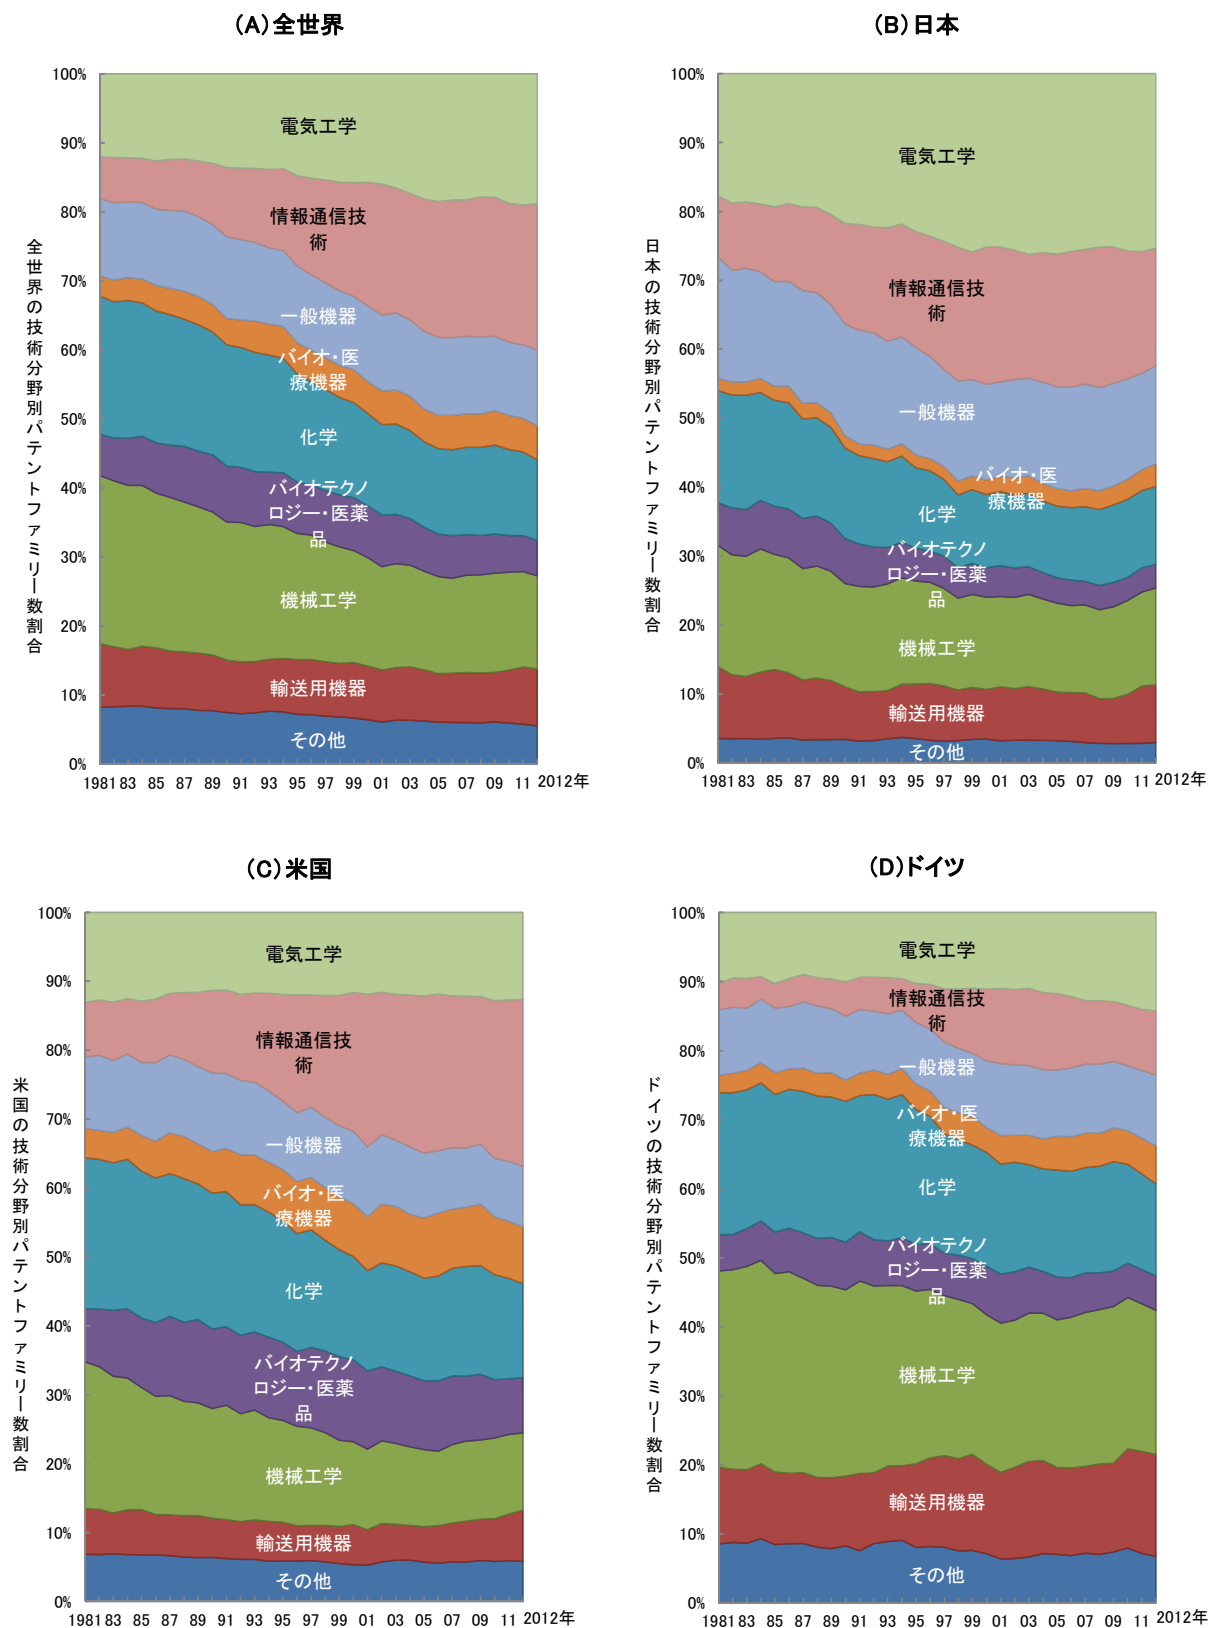 (A)全世界
100%
90%
80%
70%
60%
50%
40%
30%
20%
10%
0%
全世界の技術分野別パテントファミリー数割合
電気工学
情報通信技
術
一般機器
バイオ・医
療機器
化学
バイオテクノ
ロジー・医薬
品
機械工学
輸送用機器
その他
1981 83 85 87 89 91 93 95 97 99 01 03 05 07 09 11 2012年
(B)日本
100%
90%
80%
70%
60%
50%
40%
30%
20%
10%
0%
日本の技術分野別パテントファミリー数割合
電気工学
情報通信技
術
一般機器
バイオ・医
療機器
化学
バイオテクノ
ロジー・医薬
品
機械工学
輸送用機器
その他
1981 83 85 87 89 91 93 95 97 99 01 03 05 07 09 11 2012年
(C)米国
100%
90%
80%
70%
60%
50%
40%
30%
20%
10%
0%
米国の技術分野別パテントファミリー数割合
電気工学
情報通信技
術
一般機器
バイオ・医
療機器
化学
バイオテクノ
ロジー・医薬
品
機械工学
輸送用機器
その他
1981 83 85 87 89 91 93 95 97 99 01 03 05 07 09 11 2012年
(D)ドイツ
100%
90%
80%
70%
60%
50%
40%
30%
20%
10%
0%
ドイツの技術分野別パテントファミリー数割合
電気工学
情報通信技
術
一般機器
バイオ・医
療機器
化学
バイオテクノ
ロジー・医薬
品
機械工学
輸送用機器
その他
1981 83 85 87 89 91 93 95 97 99 01 03 05 07 09 11 2012年